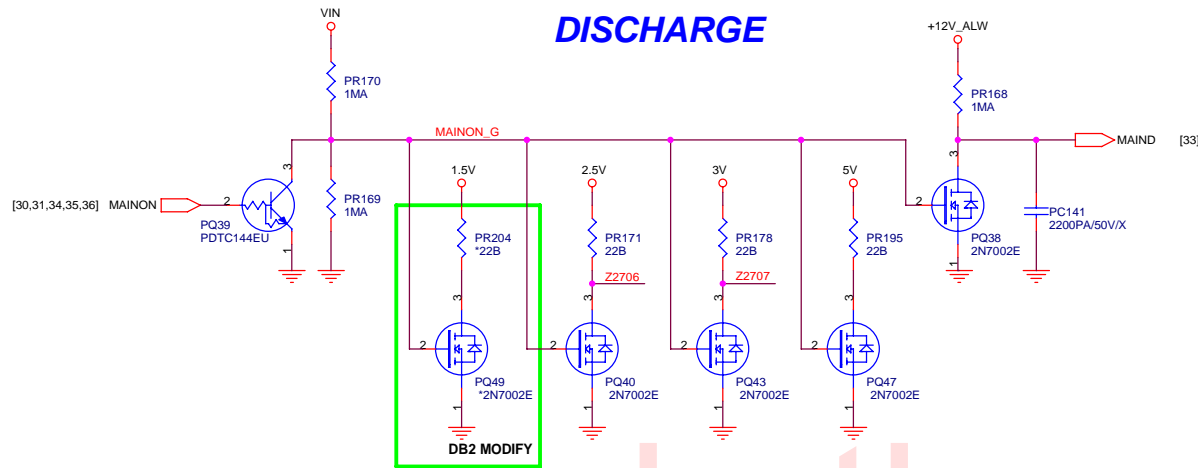 DISCHARGE
VIN
+12V_ALW
PR170
1MA
PR168
1MA
MAINON_G
MAIND [33]
3
1.5V
2.5V
3V
5V
3
[30,31,34,35,36] MAINON
2
PR169
1MA
2
PQ39
PDTC144EU
PR204
*22B
PR171
22B
PR178
22B
PR195
22B
PC141
2200PA/50V/X
PQ38
2N7002E
1
1
Z2706
Z2707
3
3
3
3
2
2
2
2
PQ49
*2N7002E
PQ40
2N7002E
PQ43
2N7002E
PQ47
2N7002E
1
1
1
1
DB2 MODIFY